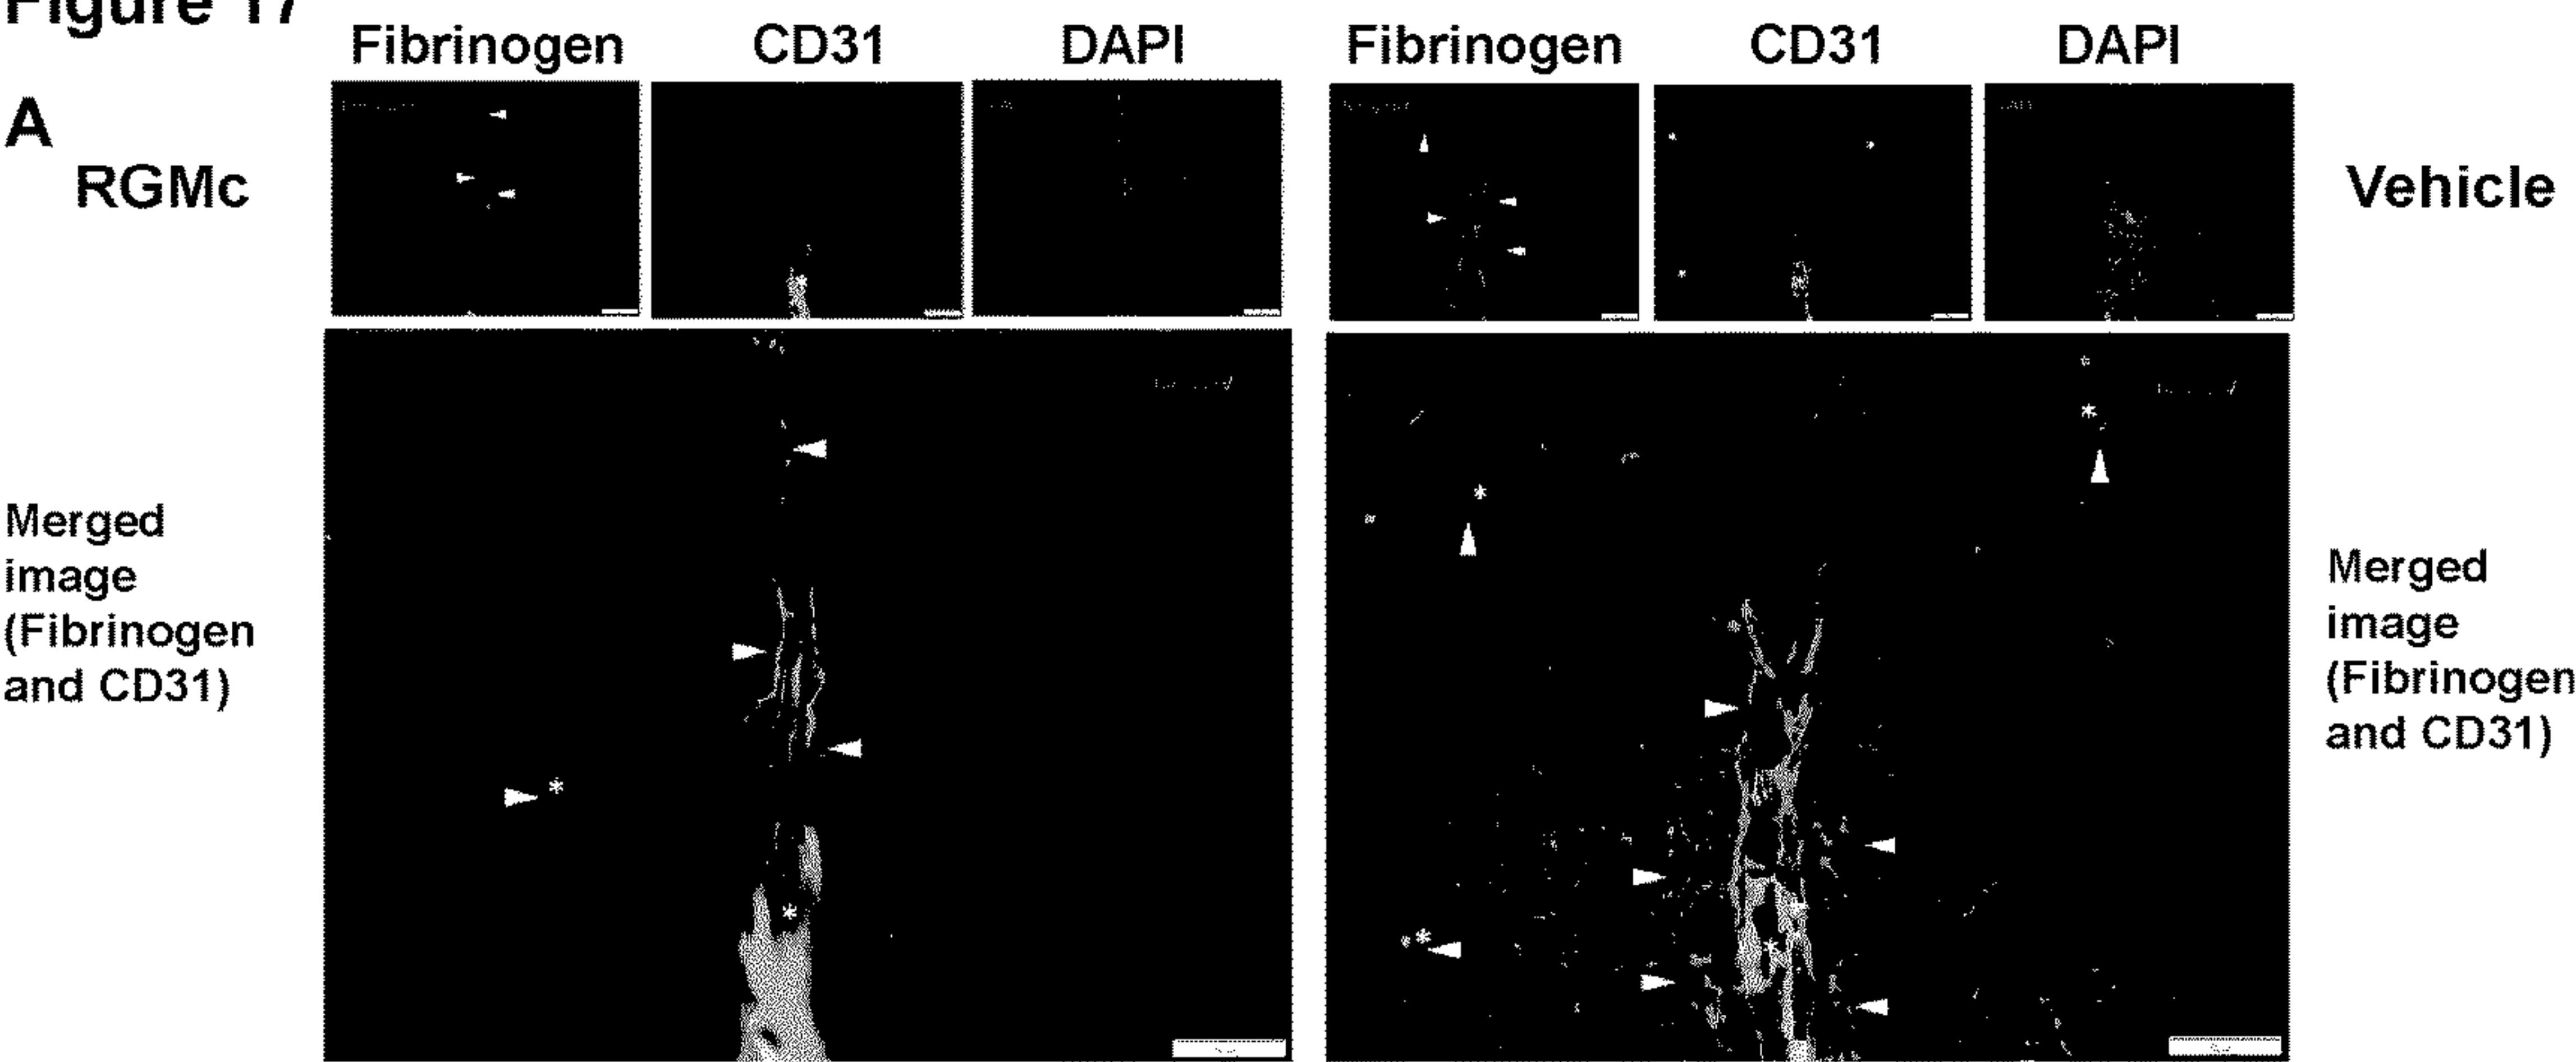 Figure 17
Fibrinogen CD31 DAPI Fibrinogen CD31 DAPI
A
RGMc
Vehicle
Merged
image
(Fibrinogen
and CD31)
Merged
image
(Fibrinogen
and CD31)